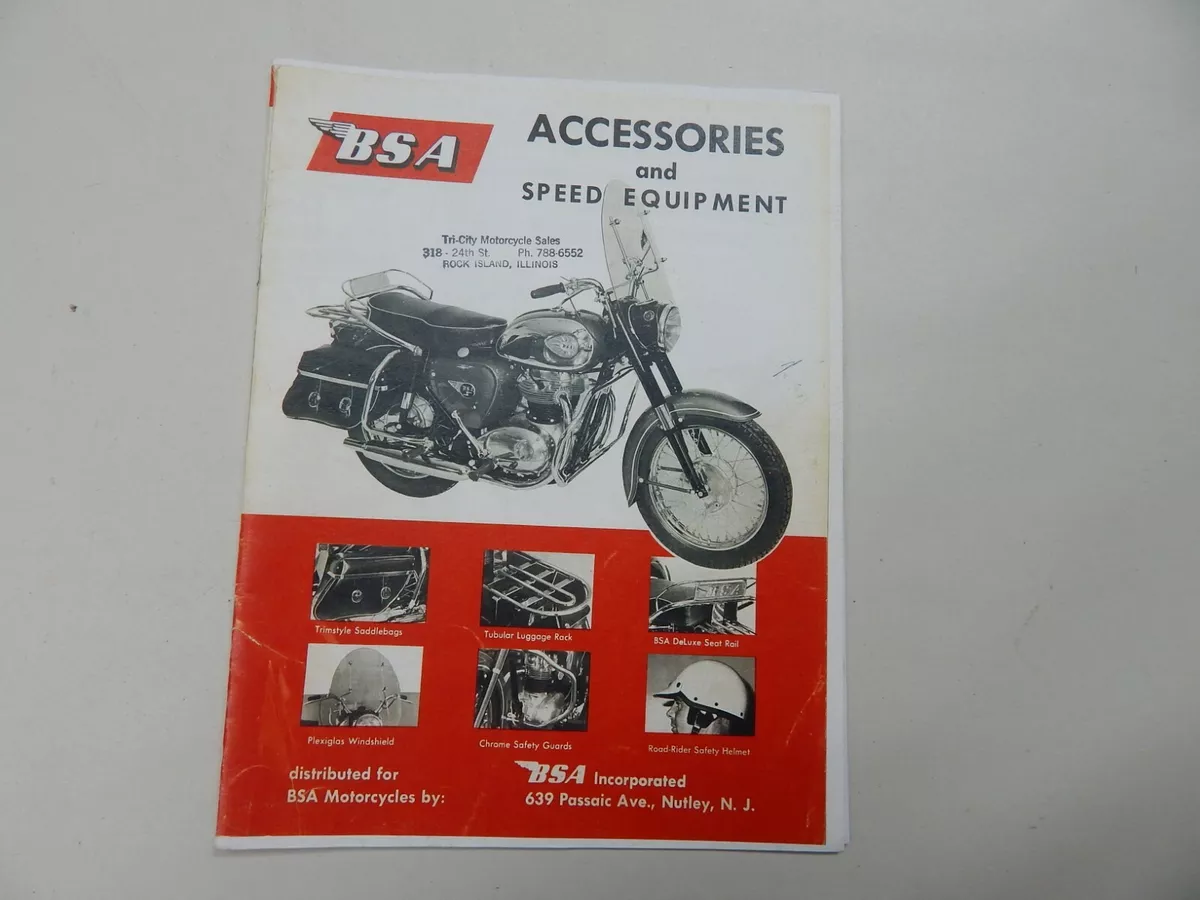 BSA
ACCESSORIES
and
SPEED EQUIPMENT
Tri-City Motorcycle Sales
318 - 24th St. Ph. 788-6552
ROCK ISLAND, ILLINOIS
Trimstyle Saddlebags
Tubular Luggage Rack
BSA
BSA DeLuxe Seat Rail
Plexiglas Windshield
Chrome Safety Guards
Road-Rider Safety Helmet
distributed for
BSA Motorcycles by:
BSA Incorporated
639 Passaic Ave., Nutley, N. J.